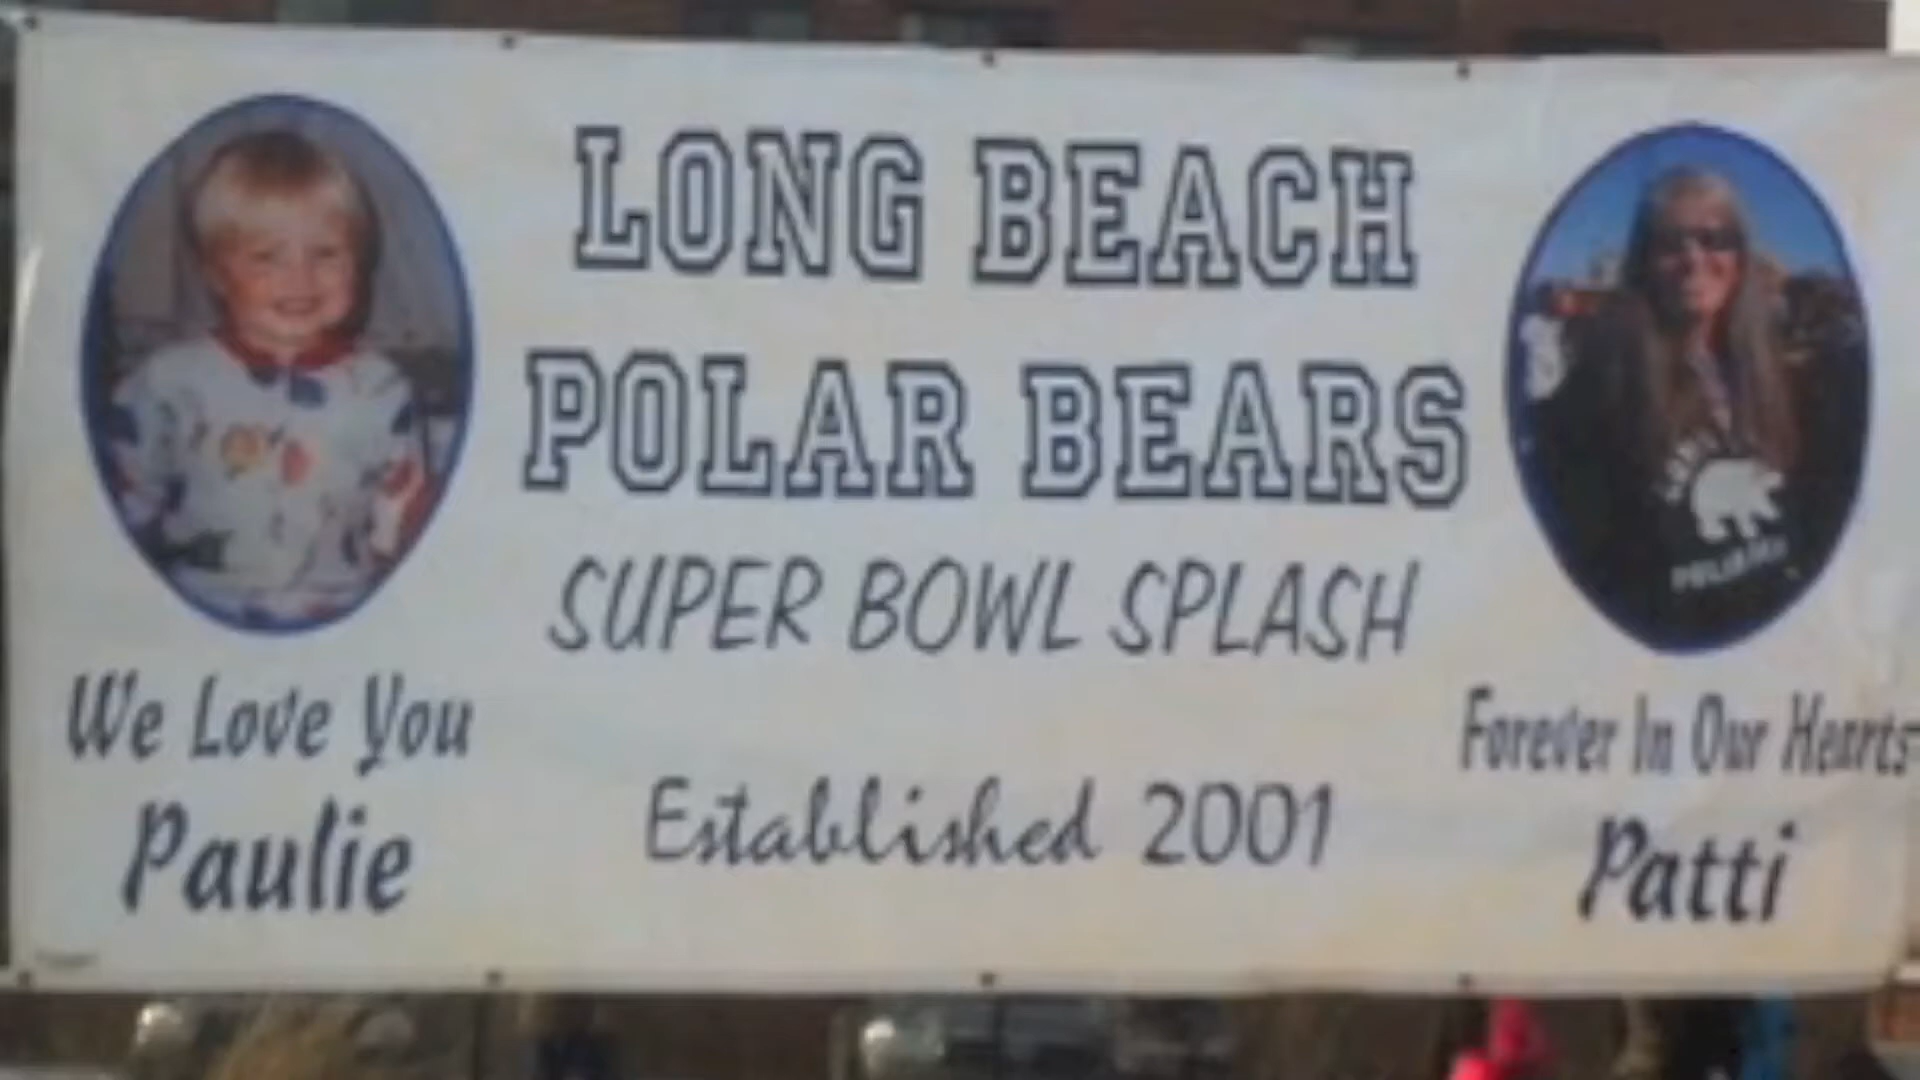 LONG BEACH
POLAR BEARS
SUPER BOWL SPLASH
Established 2001
We Love You
Paulie
Forever In Our Hearts
Patti